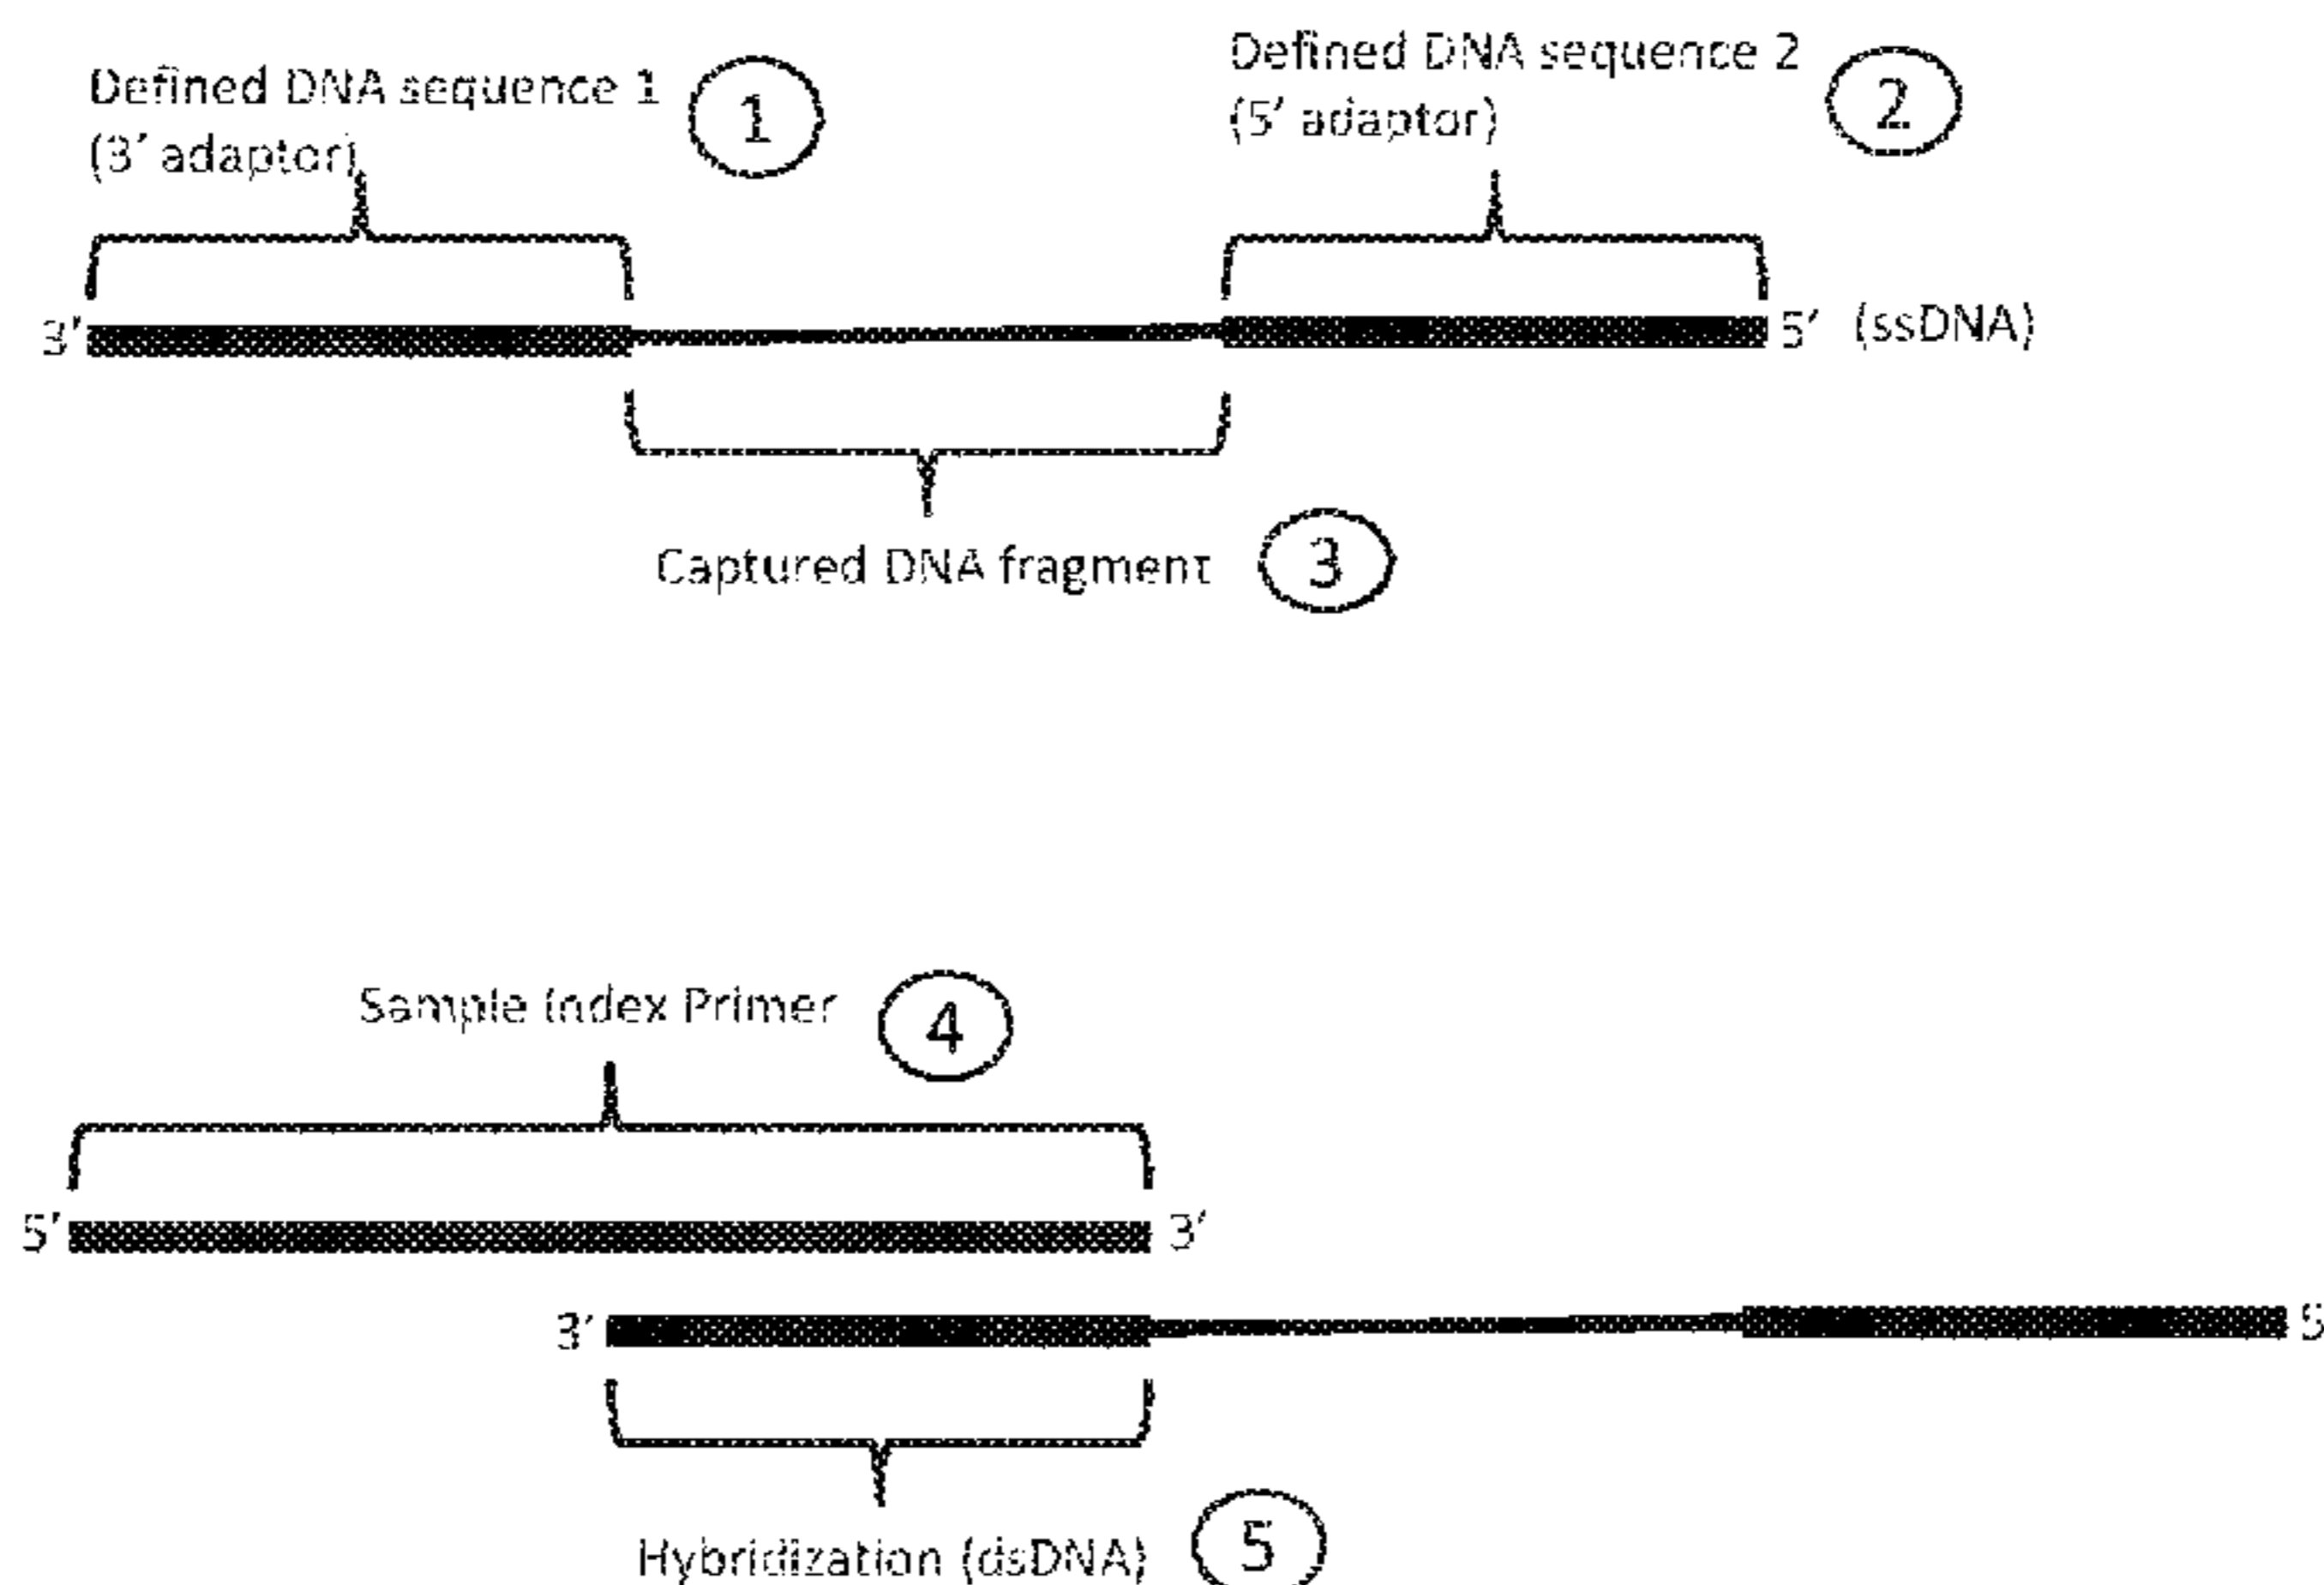 Defined DNA sequence 1
(3' adaptor)
1
Defined DNA sequence 2
(5' adaptor)
2
3'
5' (ssDNA)
Captured DNA fragment
3
Sample Index Primer
4
5'
3'
3'
5
Hybridization (dsDNA)
5